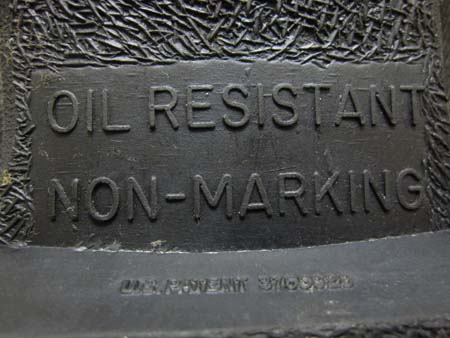 OIL RESISTANT
NON-MARKING
U.S. PATENT